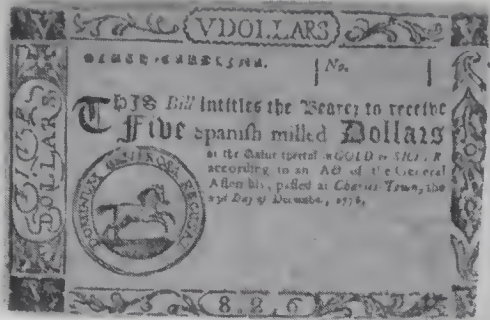 V DOLLARS
SOUTH-CAROLINA. No.
THIS Bill intitles the Bearer to receive
Five Spanish milled Dollars
or the Value thereof in GOLD or SILVER
according to an Act of the General
Assembly, passed at Charles-Town, the
23d Day of December, 1776.
DOLLARS
8.2.6